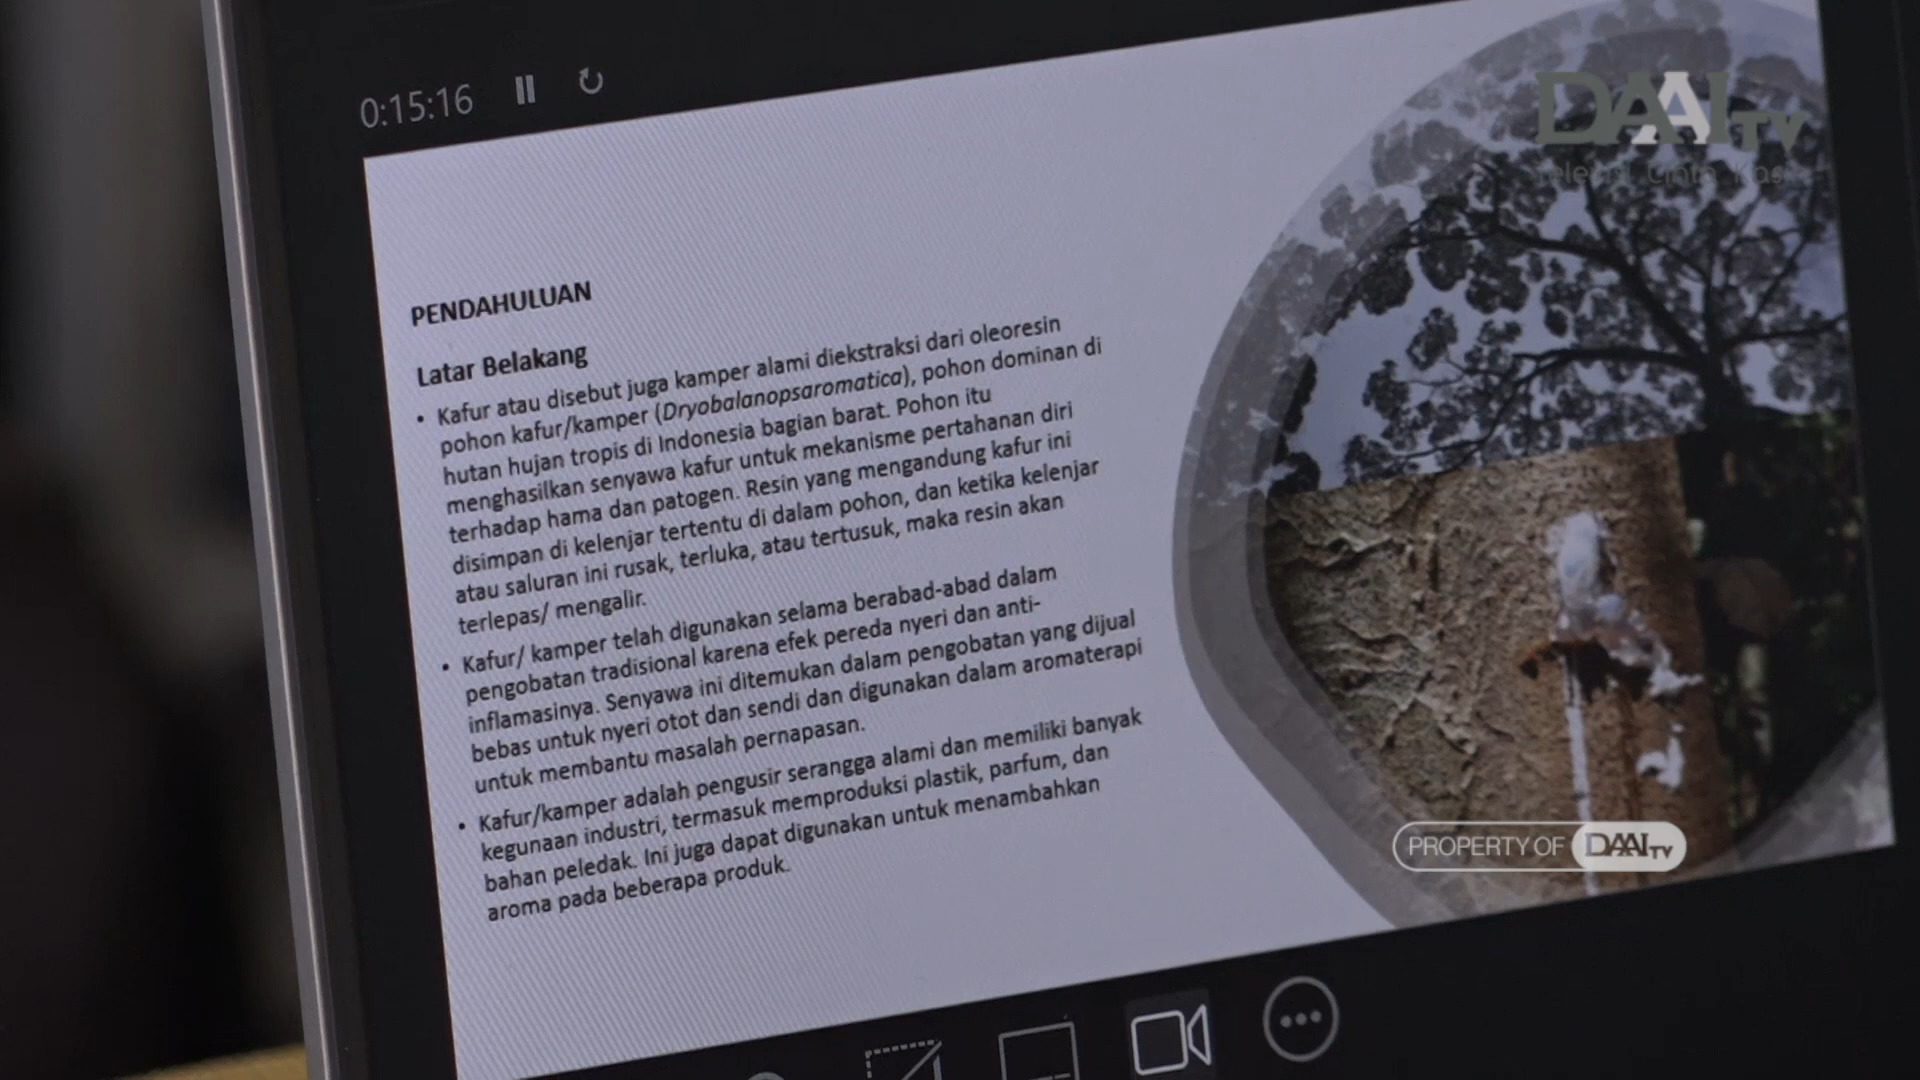 0:15:16
DAAI TV
PENDAHULUAN
Latar Belakang
• Kafur atau disebut juga kamper alami diekstraksi dari oleoresin
pohon kafur/kamper (Dryobalanopsaromatica), pohon dominan di
hutan hujan tropis di Indonesia bagian barat. Pohon itu
menghasilkan senyawa kafur untuk mekanisme pertahanan diri
terhadap hama dan patogen. Resin yang mengandung kafur ini
disimpan di kelenjar tertentu di dalam pohon, dan ketika kelenjar
atau saluran ini rusak, terluka, atau tertusuk, maka resin akan
terlepas/ mengalir.
• Kafur/ kamper telah digunakan selama berabad-abad dalam
pengobatan tradisional karena efek pereda nyeri dan anti-
inflamasinya. Senyawa ini ditemukan dalam pengobatan yang dijual
bebas untuk nyeri otot dan sendi dan digunakan dalam aromaterapi
untuk membantu masalah pernapasan.
• Kafur/kamper adalah pengusir serangga alami dan memiliki banyak
kegunaan industri, termasuk memproduksi plastik, parfum, dan
bahan peledak. Ini juga dapat digunakan untuk menambahkan
aroma pada beberapa produk.
PROPERTY OF DAAI TV